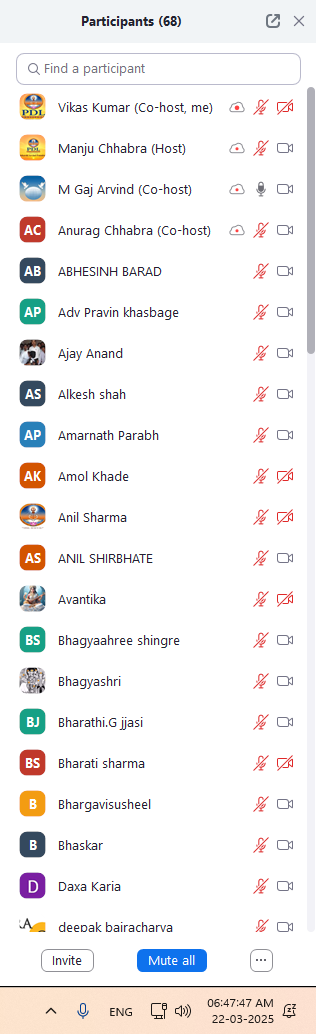 Participants (68)
Find a participant
PDL
Vikas Kumar (Co-host, me)
PDL
Manju Chhabra (Host)
M Gaj Arvind (Co-host)
AC
Anurag Chhabra (Co-host)
AB
ABHESINH BARAD
AP
Adv Pravin khasbage
Ajay Anand
AS
Alkesh shah
AP
Amarnath Parabh
AK
Amol Khade
Anil Sharma
AS
ANIL SHIRBHATE
Avantika
BS
Bhagyaahree shingre
Bhagyashri
BJ
Bharathi.G jjasi
BS
Bharati sharma
B
Bhargavisusheel
B
Bhaskar
D
Daxa Karia
deepak bajracharya
Invite
Mute all
ENG
06:47:47 AM
22-03-2025